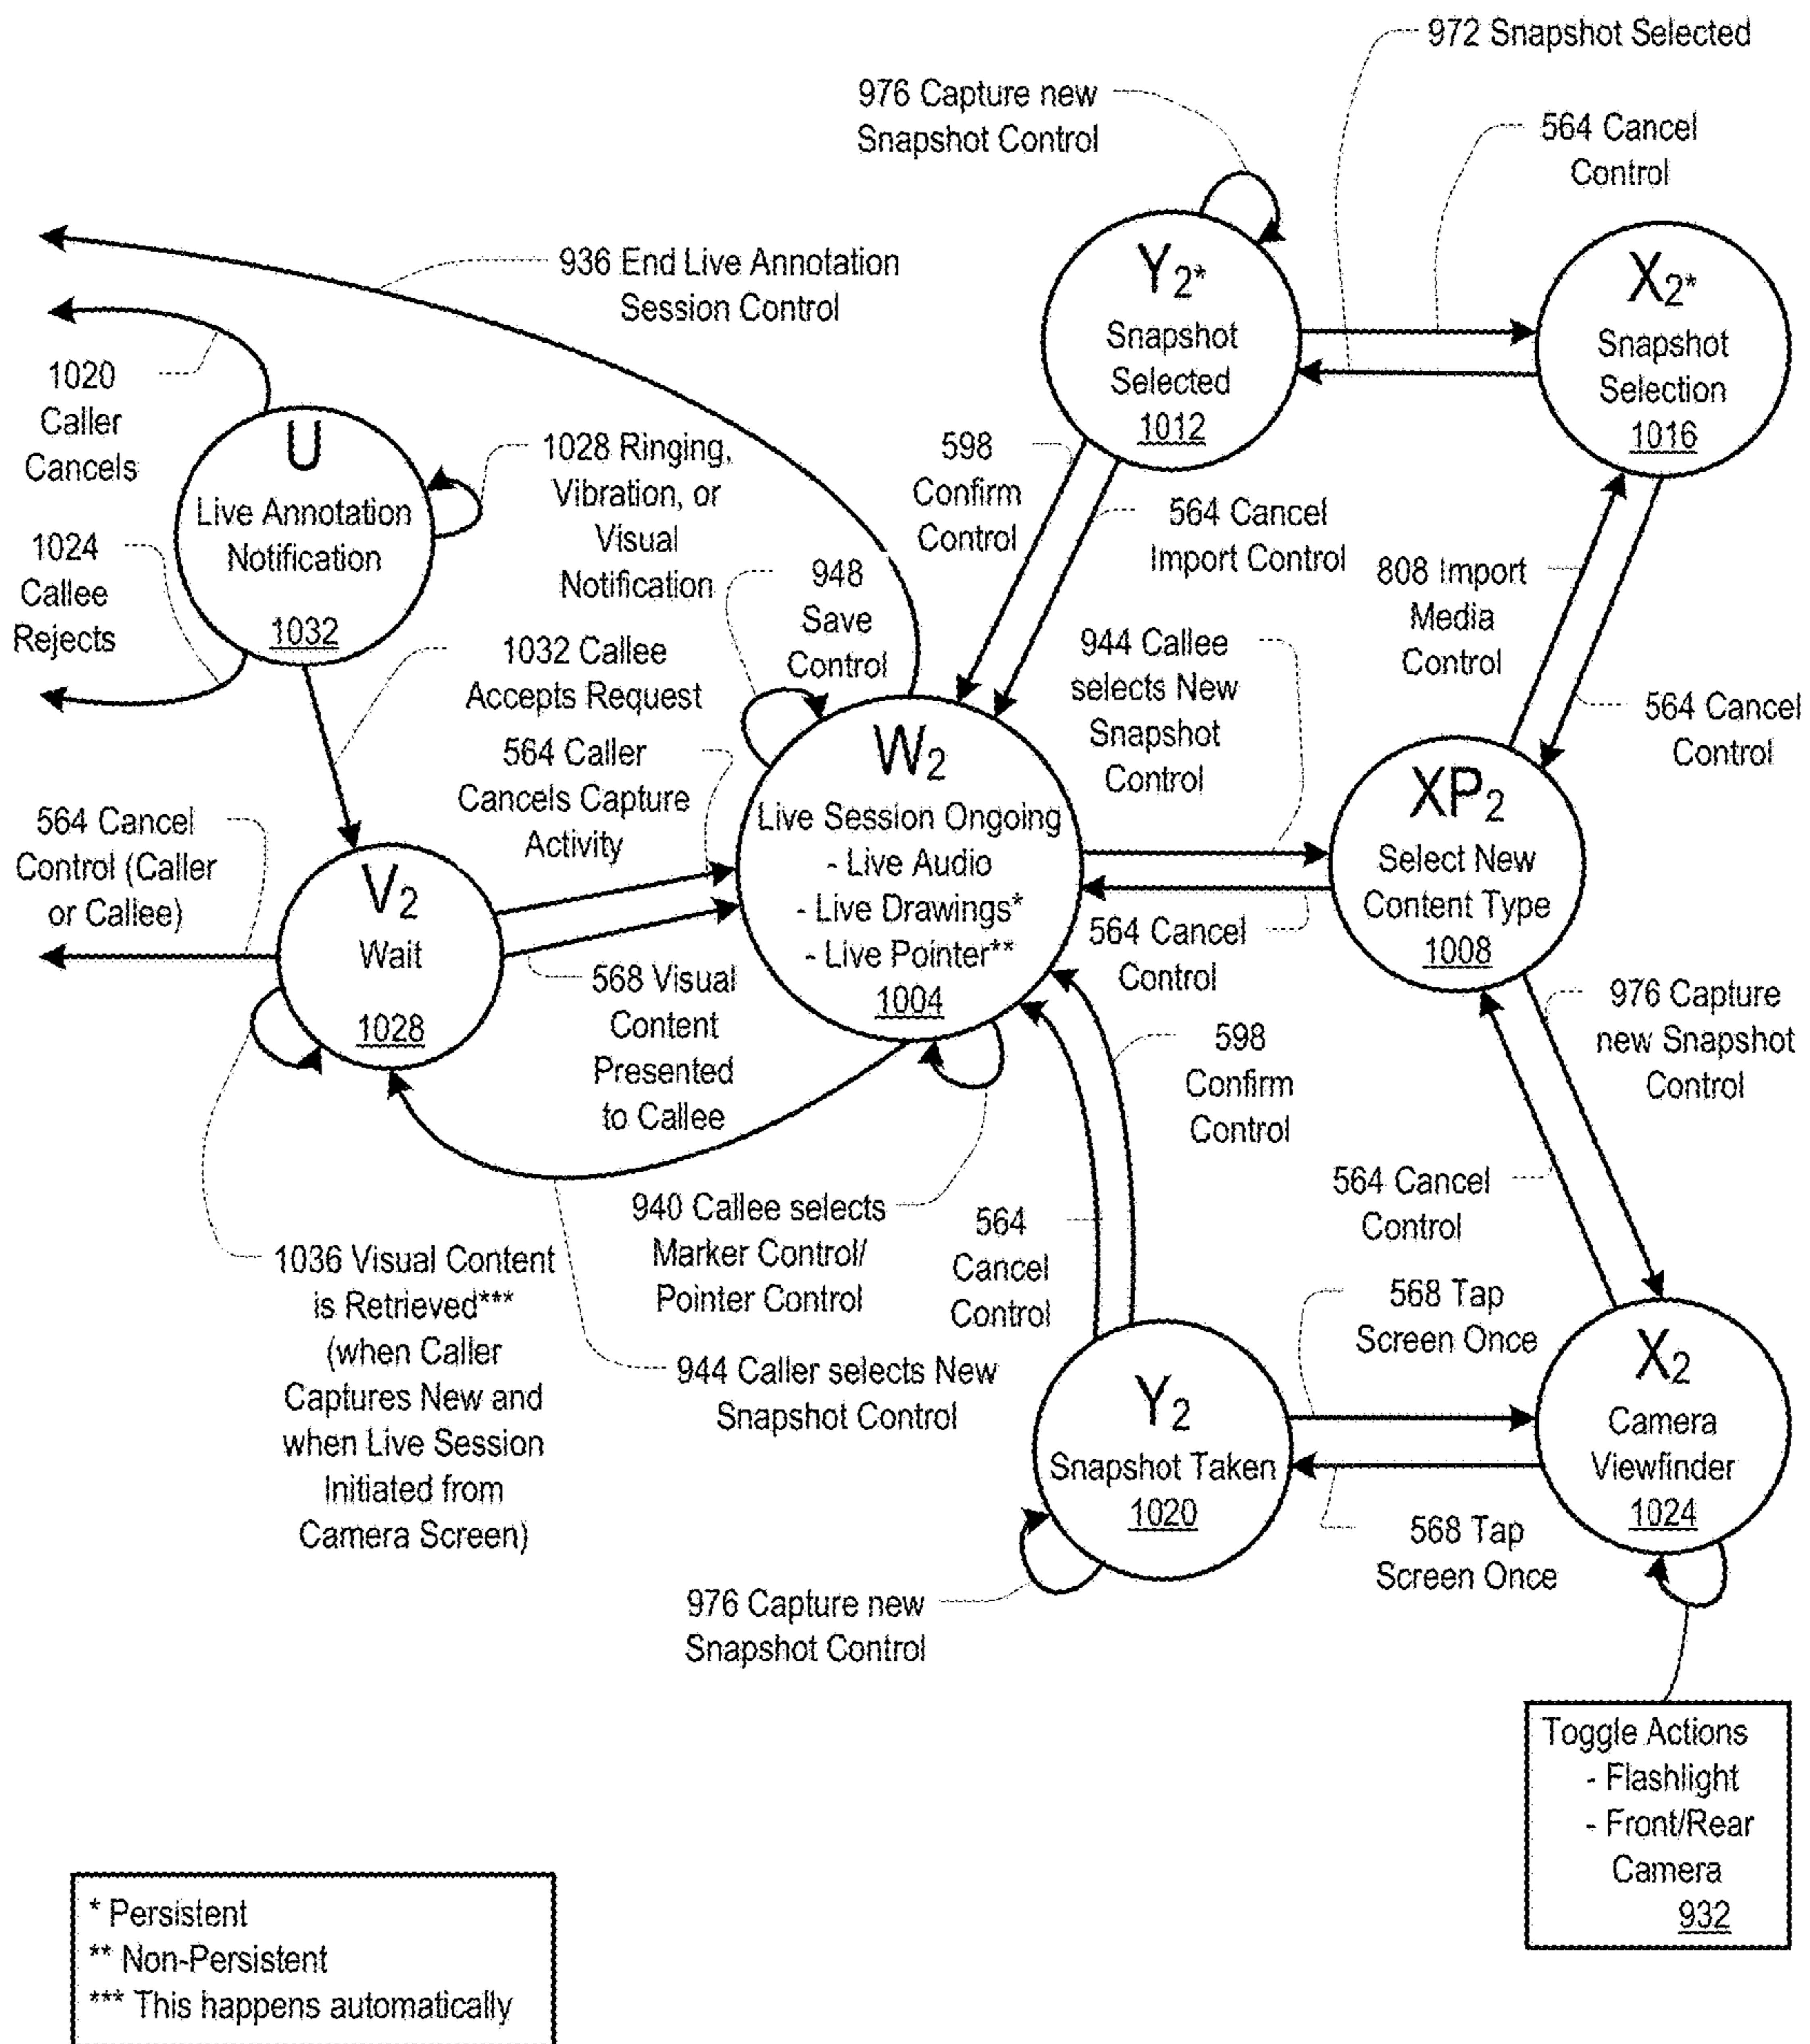 972 Snapshot Selected
976 Capture new
Snapshot Control
564 Cancel
Control
936 End Live Annotation
Session Control
Y2*
Snapshot
Selected
1012
X2*
Snapshot
Selection
1016
1020
Caller
Cancels
U
Live Annotation
Notification
1032
1028 Ringing,
Vibration, or
Visual
Notification
1024
Callee
Rejects
598
Confirm
Control
564 Cancel
Import Control
808 Import
Media
Control
564 Cancel
Control
948
Save
Control
1032 Callee
Accepts Request
944 Callee
selects New
Snapshot
Control
564 Caller
Cancels Capture
Activity
W2
Live Session Ongoing
- Live Audio
- Live Drawings*
- Live Pointer**
1004
XP2
Select New
Content Type
1008
564 Cancel
Control (Caller
or Callee)
V2
Wait
1028
568 Visual
Content
Presented
to Callee
564 Cancel
Control
976 Capture
new Snapshot
Control
598
Confirm
Control
564 Cancel
Control
940 Callee selects
Marker Control/
Pointer Control
564
Cancel
Control
1036 Visual Content
is Retrieved***
(when Caller
Captures New and
when Live Session
Initiated from
Camera Screen)
944 Caller selects New
Snapshot Control
568 Tap
Screen Once
Y2
Snapshot Taken
1020
X2
Camera
Viewfinder
1024
568 Tap
Screen Once
976 Capture new
Snapshot Control
Toggle Actions
- Flashlight
- Front/Rear
Camera
932
* Persistent
** Non-Persistent
*** This happens automatically